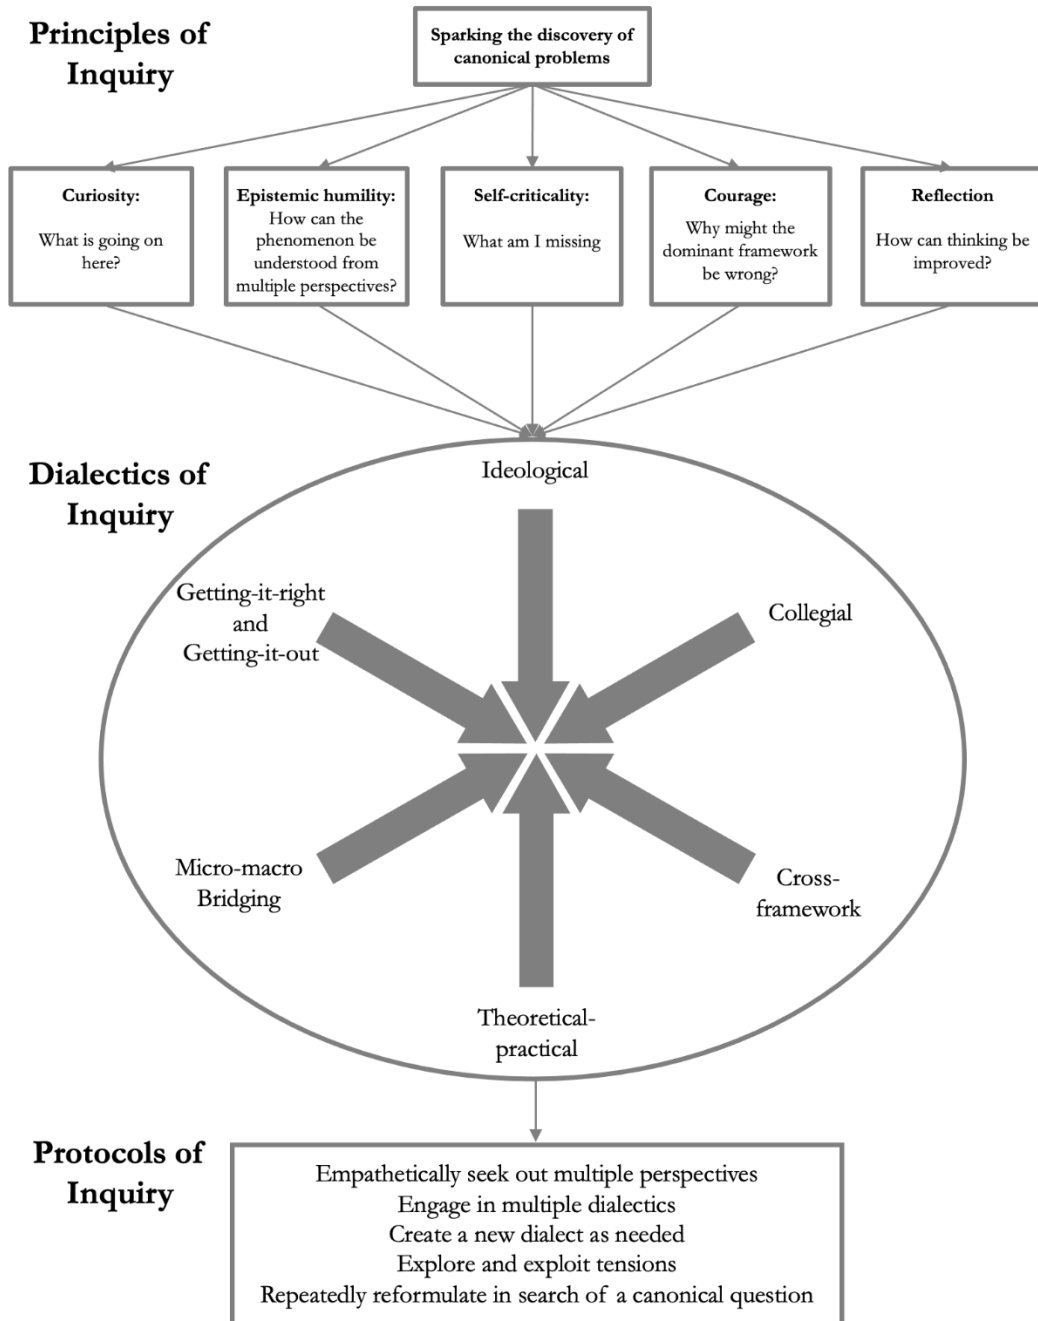 Principles of
Inquiry
Sparking the discovery of
canonical problems
Curiosity:
What is going on
here?
Epistemic humility:
How can the
phenomenon be
understood from
multiple perspectives?
Self-criticality:
What am I missing
Courage:
Why might the
dominant framework
be wrong?
Reflection
How can thinking be
improved?
Dialectics of
Inquiry
Ideological
Getting-it-right
and
Getting-it-out
Collegial
Micro-macro
Bridging
Cross-
framework
Theoretical-
practical
Protocols of
Inquiry
Empathetically seek out multiple perspectives
Engage in multiple dialectics
Create a new dialect as needed
Explore and exploit tensions
Repeatedly reformulate in search of a canonical question